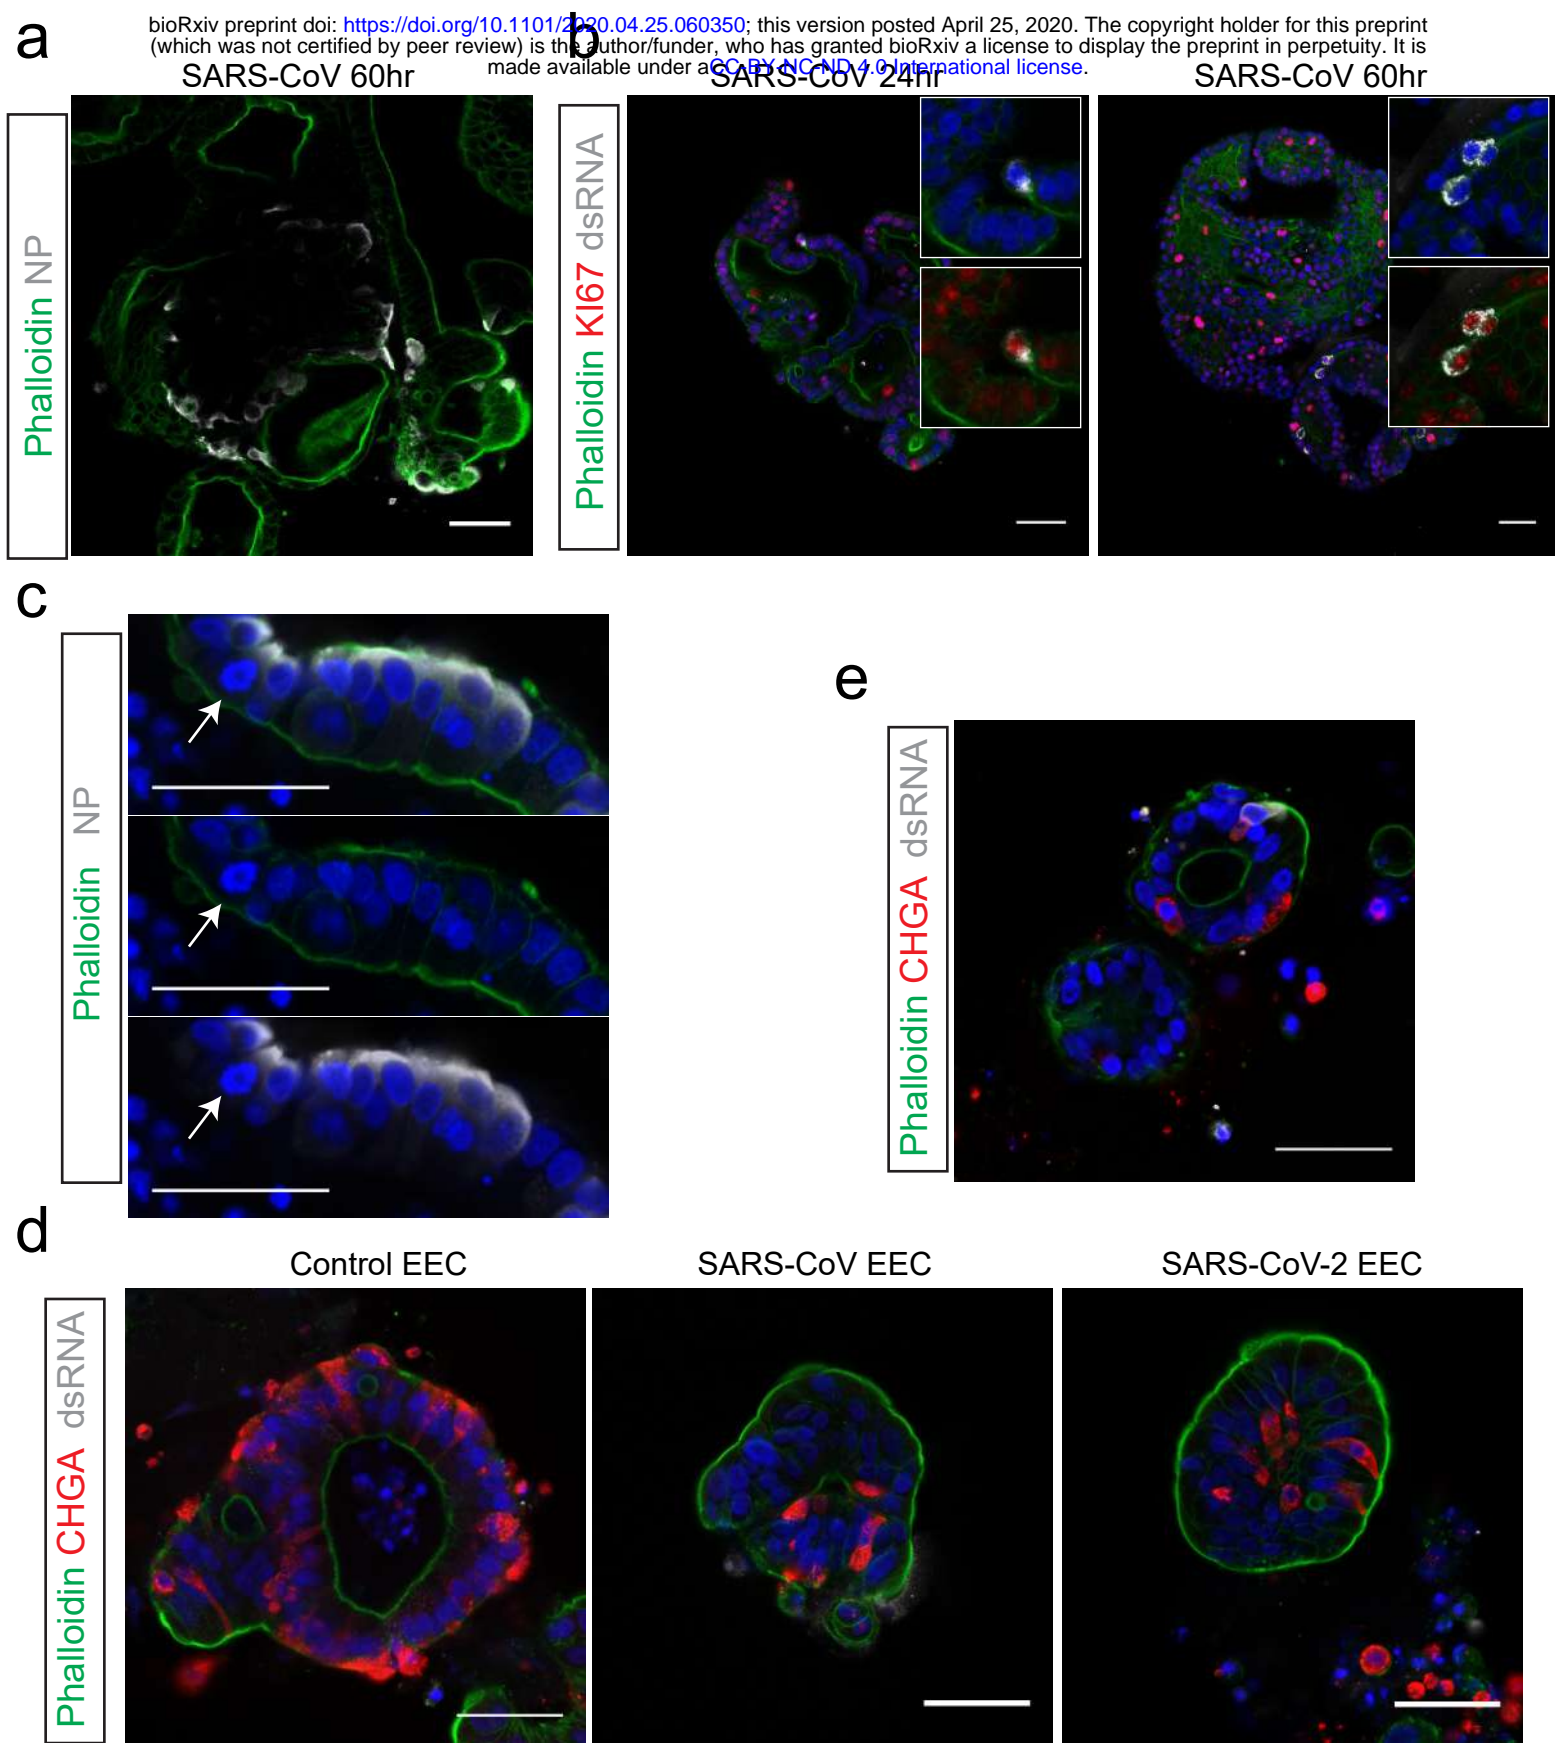 a
bioRxiv preprint doi: https://doi.org/10.1101/2020.04.25.060350; this version posted April 25, 2020. The copyright holder for this preprint
b
(which was not certified by peer review) is the author/funder, who has granted bioRxiv a license to display the preprint in perpetuity. It is
made available under aCC-BY-NC-ND 4.0 International license.
SARS-CoV 60hr
SARS-CoV 24hr
SARS-CoV 60hr
Phalloidin NP
Phalloidin KI67 dsRNA
c
Phalloidin NP
e
Phalloidin CHGA dsRNA
d
Control EEC
SARS-CoV EEC
SARS-CoV-2 EEC
Phalloidin CHGA dsRNA